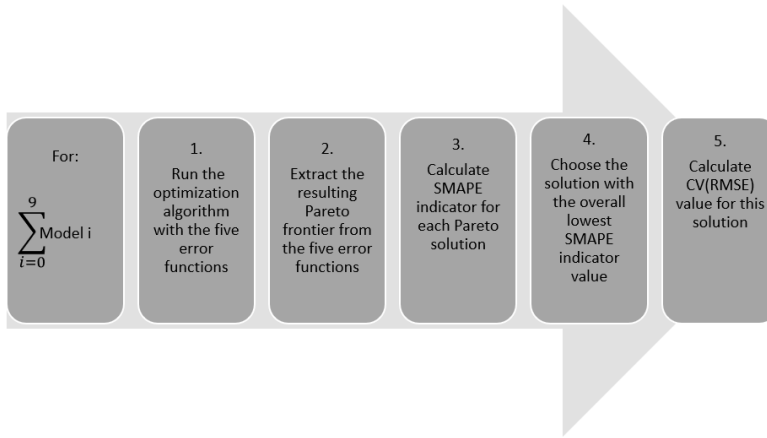 For:
9
∑Model i
i=0
1.
Run the
optimization
algorithm
with the five
error
functions
2.
Extract the
resulting
Pareto
frontier from
the five error
functions
3.
Calculate
SMAPE
indicator for
each Pareto
solution
4.
Choose the
solution with
the overall
lowest
SMAPE
indicator
value
5.
Calculate
CV(RMSE)
value for this
solution